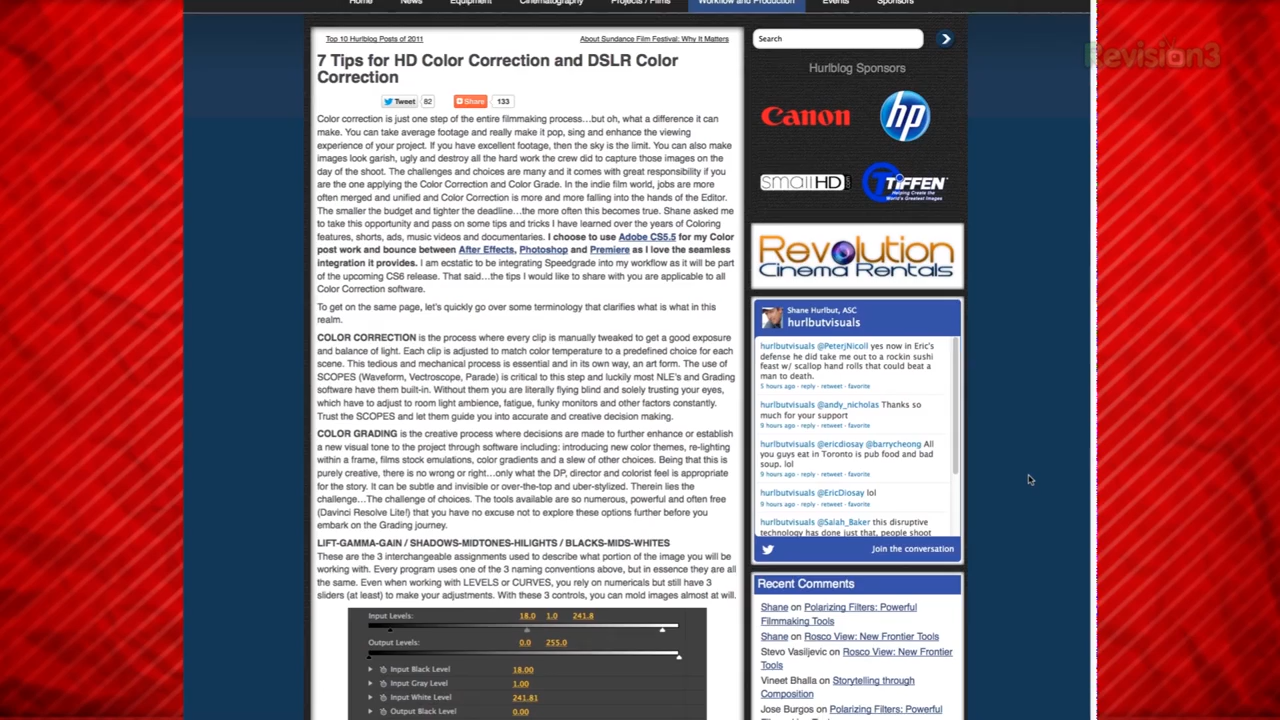 Home News Equipment Cinematography Projects / Films Workflow and Production Events Sponsors
Revision3
Top 10 Hurlblog Posts of 2011
About Sundance Film Festival: Why It Matters
7 Tips for HD Color Correction and DSLR Color
Correction
Tweet 82 Share 133
Color correction is just one step of the entire filmmaking process…but oh, what a difference it can
make. You can take average footage and really make it pop, sing and enhance the viewing
experience of your project. If you have excellent footage, then the sky is the limit. You can also make
images look garish, ugly and destroy all the hard work the crew did to capture those images on the
day of the shoot. The challenges and choices are many and it comes with great responsibility if you
are the one applying the Color Correction and Color Grade. In the indie film world, jobs are more
often merged and unified and Color Correction is more and more falling into the hands of the Editor.
The smaller the budget and tighter the deadline…the more often this becomes true. Shane asked me
to take this opportunity and pass on some tips and tricks I have learned over the years of Coloring
features, shorts, ads, music videos and documentaries. I choose to use Adobe CS5.5 for my Color
post work and bounce between After Effects, Photoshop and Premiere as I love the seamless
integration it provides. I am ecstatic to be integrating Speedgrade into my workflow as it will be part
of the upcoming CS6 release. That said…the tips I would like to share with you are applicable to all
Color Correction software.
To get on the same page, let's quickly go over some terminology that clarifies what is what in this
realm.
COLOR CORRECTION is the process where every clip is manually tweaked to get a good exposure
and balance of light. Each clip is adjusted to match color temperature to a predefined choice for each
scene. This tedious and mechanical process is essential and in its own way, an art form. The use of
SCOPES (Waveform, Vectroscope, Parade) is critical to this step and luckily most NLE's and Grading
software have them built-in. Without them you are literally flying blind and solely trusting your eyes,
which have to adjust to room light ambience, fatigue, funky monitors and other factors constantly.
Trust the SCOPES and let them guide you into accurate and creative decision making.
COLOR GRADING is the creative process where decisions are made to further enhance or establish
a new visual tone to the project through software including: introducing new color themes, re-lighting
within a frame, films stock emulations, color gradients and a slew of other choices. Being that this is
purely creative, there is no wrong or right…only what the DP, director and colorist feel is appropriate
for the story. It can be subtle and invisible or over-the-top and uber-stylized. Therein lies the
challenge…The challenge of choices. The tools available are so numerous, powerful and often free
(Davinci Resolve Lite!) that you have no excuse not to explore these options further before you
embark on the Grading journey.
LIFT-GAMMA-GAIN / SHADOWS-MIDTONES-HILIGHTS / BLACKS-MIDS-WHITES
These are the 3 interchangeable assignments used to describe what portion of the image you will be
working with. Every program uses one of the 3 naming conventions above, but in essence they are all
the same. Even when working with LEVELS or CURVES, you rely on numericals but still have 3
sliders (at least) to make your adjustments. With these 3 controls, you can mold images almost at will.
Input Levels: 18.0 1.0 241.8
Output Levels: 0.0 255.0
Input Black Level 18.00
Input Gray Level 1.00
Input White Level 241.81
Output Black Level 0.00
Search
Hurlblog Sponsors
Canon hp
smallHD TIFFEN
Helping Create the
World's Greatest Images
Revolution
Cinema Rentals
Shane Hurlbut, ASC
hurlbutvisuals
hurlbutvisuals @PeterjNicoll yes now in Eric's
defense he did take me out to a rockin sushi
feast w/ scallop hand rolls that could beat a
man to death.
5 hours ago · reply · retweet · favorite
hurlbutvisuals @andy_nicholas Thanks so
much for your support
9 hours ago · reply · retweet · favorite
hurlbutvisuals @ericdiosay @barrycheong All
you guys eat in Toronto is pub food and bad
soup. lol
9 hours ago · reply · retweet · favorite
hurlbutvisuals @EricDiosay lol
9 hours ago · reply · retweet · favorite
hurlbutvisuals @Salah_Baker this disruptive
technology has done just that, people shoot
Join the conversation
Recent Comments
Shane on Polarizing Filters: Powerful
Filmmaking Tools
Shane on Rosco View: New Frontier Tools
Stevo Vasiljevic on Rosco View: New Frontier
Tools
Vineet Bhalla on Storytelling through
Composition
Jose Burgos on Polarizing Filters: Powerful